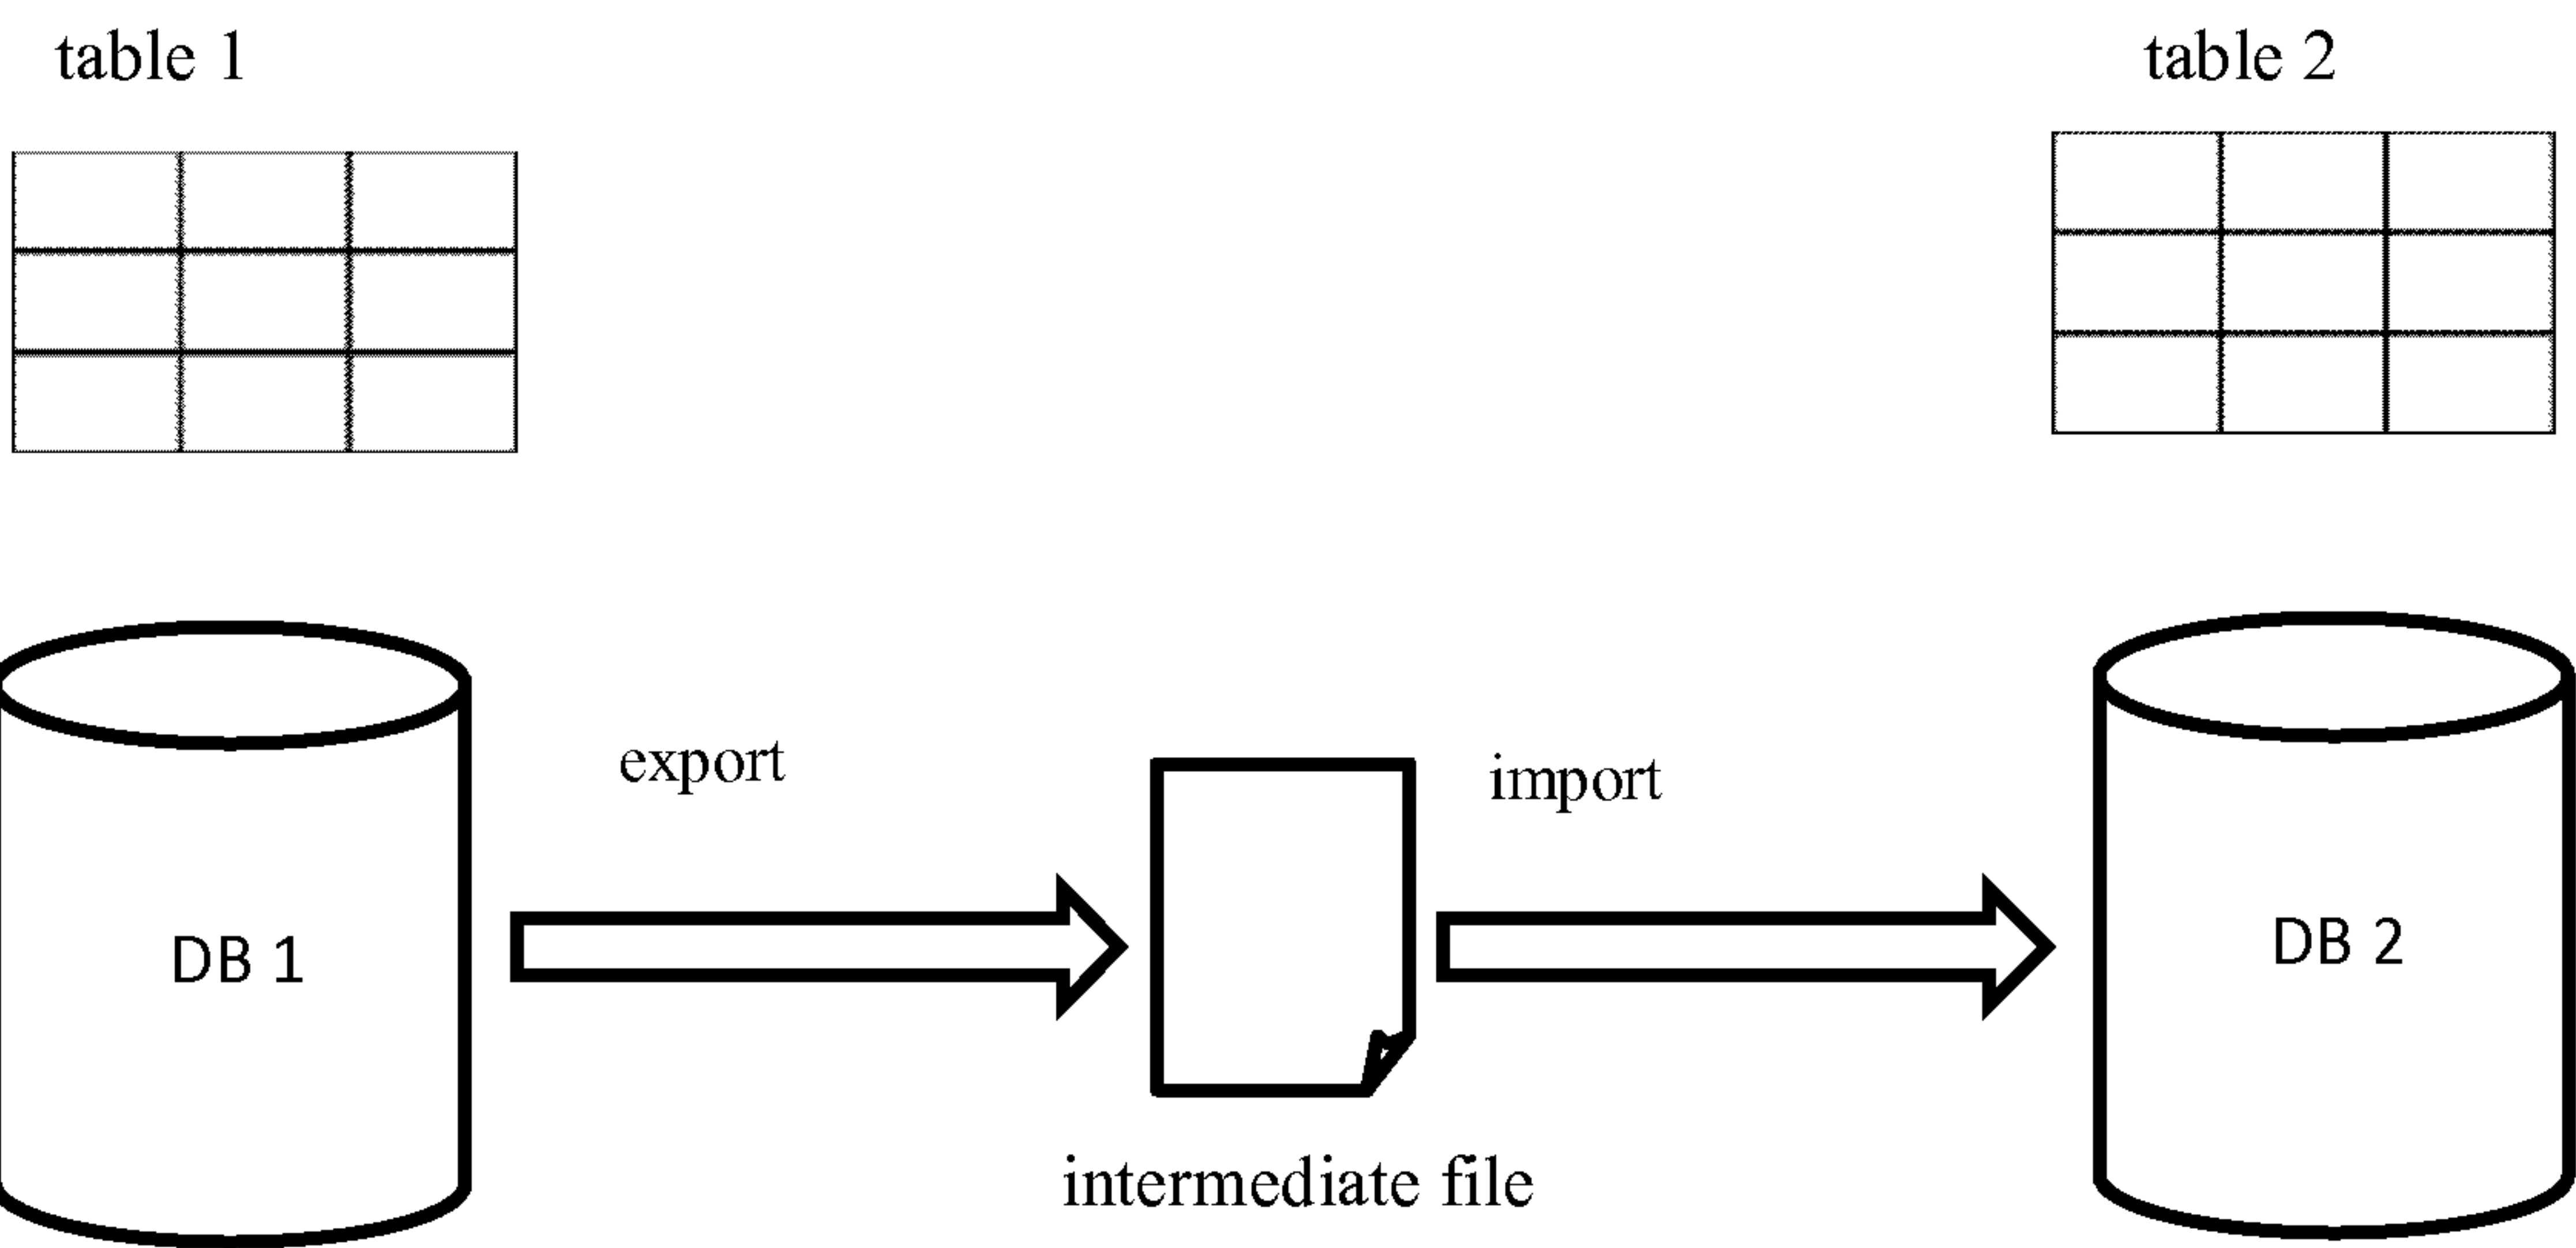 table 1
table 2
export
import
DB 1
DB 2
intermediate file